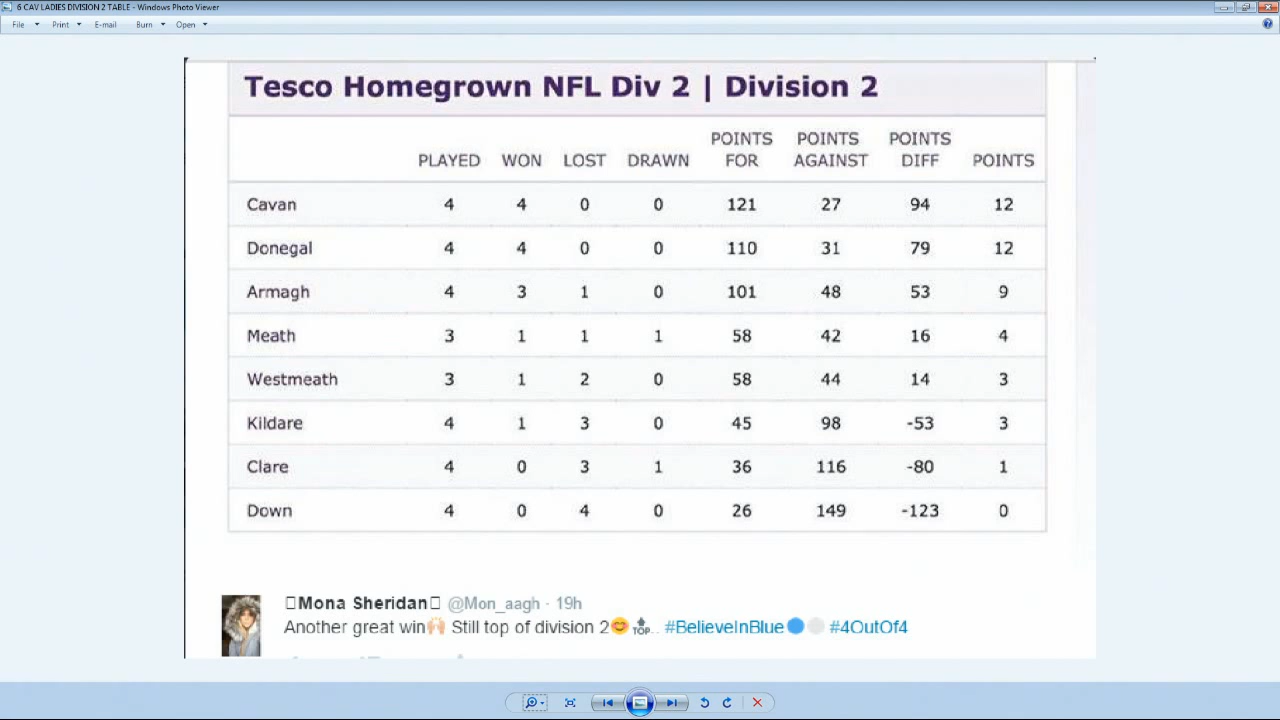 6 CAV LADIES DIVISION 2 TABLE - Windows Photo Viewer
File Print E-mail Burn Open
Tesco Homegrown NFL Div 2 | Division 2
PLAYED WON LOST DRAWN POINTS FOR POINTS AGAINST POINTS DIFF POINTS
Cavan 4 4 0 0 121 27 94 12
Donegal 4 4 0 0 110 31 79 12
Armagh 4 3 1 0 101 48 53 9
Meath 3 1 1 1 58 42 16 4
Westmeath 3 1 2 0 58 44 14 3
Kildare 4 1 3 0 45 98 -53 3
Clare 4 0 3 1 36 116 -80 1
Down 4 0 4 0 26 149 -123 0
Mona Sheridan @Mon_aagh · 19h
Another great win🙌 Still top of division 2😊🔝.. #BelieveInBlue🔵⚪ #4OutOf4